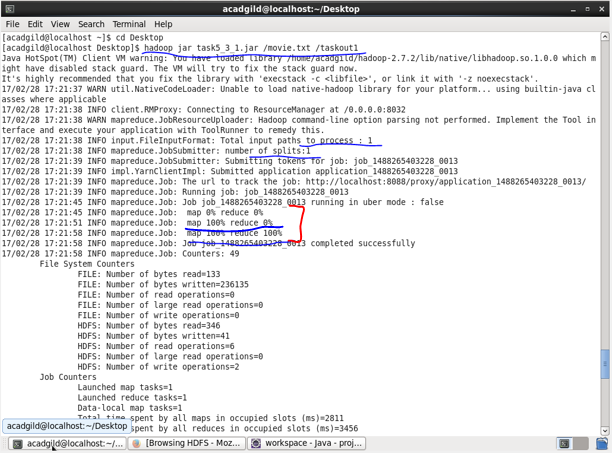 acadgild@localhost:~/Desktop
File Edit View Search Terminal Help
[acadgild@localhost ~]$ cd Desktop
[acadgild@localhost Desktop]$ hadoop jar task5_3_1.jar /movie.txt /taskout1
Java HotSpot(TM) Client VM warning: You have loaded library /home/acadgild/hadoop-2.7.2/lib/native/libhadoop.so.1.0.0 which m
ight have disabled stack guard. The VM will try to fix the stack guard now.
It's highly recommended that you fix the library with 'execstack -c <libfile>', or link it with '-z noexecstack'.
17/02/28 17:21:37 WARN util.NativeCodeLoader: Unable to load native-hadoop library for your platform... using builtin-java cl
asses where applicable
17/02/28 17:21:38 INFO client.RMProxy: Connecting to ResourceManager at /0.0.0.0:8032
17/02/28 17:21:38 WARN mapreduce.JobResourceUploader: Hadoop command-line option parsing not performed. Implement the Tool in
terface and execute your application with ToolRunner to remedy this.
17/02/28 17:21:38 INFO input.FileInputFormat: Total input paths to process : 1
17/02/28 17:21:38 INFO mapreduce.JobSubmitter: number of splits:1
17/02/28 17:21:38 INFO mapreduce.JobSubmitter: Submitting tokens for job: job_1488265403228_0013
17/02/28 17:21:39 INFO impl.YarnClientImpl: Submitted application application_1488265403228_0013
17/02/28 17:21:39 INFO mapreduce.Job: The url to track the job: http://localhost:8088/proxy/application_1488265403228_0013/
17/02/28 17:21:39 INFO mapreduce.Job: Running job: job_1488265403228_0013
17/02/28 17:21:45 INFO mapreduce.Job: Job job_1488265403228_0013 running in uber mode : false
17/02/28 17:21:45 INFO mapreduce.Job:  map 0% reduce 0%
17/02/28 17:21:51 INFO mapreduce.Job:  map 100% reduce 0%
17/02/28 17:21:58 INFO mapreduce.Job:  map 100% reduce 100%
17/02/28 17:21:58 INFO mapreduce.Job: Job job_1488265403228_0013 completed successfully
17/02/28 17:21:58 INFO mapreduce.Job: Counters: 49
File System Counters
FILE: Number of bytes read=133
FILE: Number of bytes written=236135
FILE: Number of read operations=0
FILE: Number of large read operations=0
FILE: Number of write operations=0
HDFS: Number of bytes read=346
HDFS: Number of bytes written=41
HDFS: Number of read operations=6
HDFS: Number of large read operations=0
HDFS: Number of write operations=2
Job Counters
Launched map tasks=1
Launched reduce tasks=1
Data-local map tasks=1
Total time spent by all maps in occupied slots (ms)=2811
spent by all reduces in occupied slots (ms)=3456
acadgild@localhost:~/Desktop
acadgild@localhost:~/... [Browsing HDFS - Moz... workspace - Java - proj...